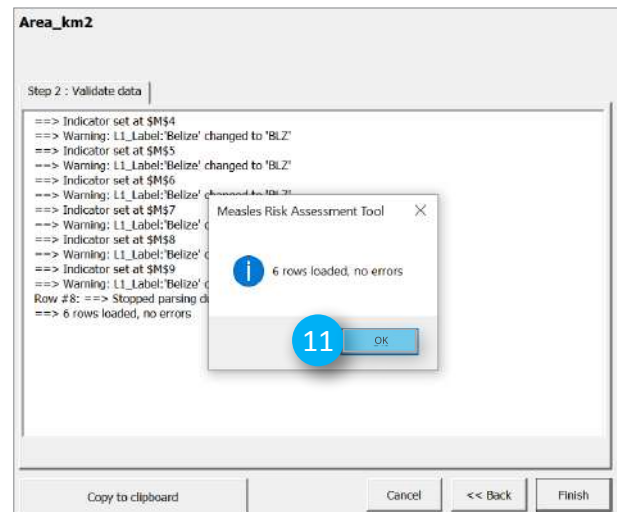 Area_km2
Step 2 : Validate data
==> Indicator set at $M$4
==> Warning: L1_Label:'Belize' changed to 'BLZ'
==> Indicator set at $M$5
==> Warning: L1_Label:'Belize' changed to 'BLZ'
==> Indicator set at $M$6
==> Warning: L1_Label:'Belize' changed to 'BLZ'
==> Indicator set at $M$7
==> Warning: L1_Label:'Belize'
==> Indicator set at $M$8
==> Warning: L1_Label:'Belize'
==> Indicator set at $M$9
==> Warning: L1_Label:'Belize'
Row #8: ==> Stopped parsing
==> 6 rows loaded, no errors
Measles Risk Assessment Tool
6 rows loaded, no errors
11
OK
Copy to clipboard
Cancel
<< Back
Finish